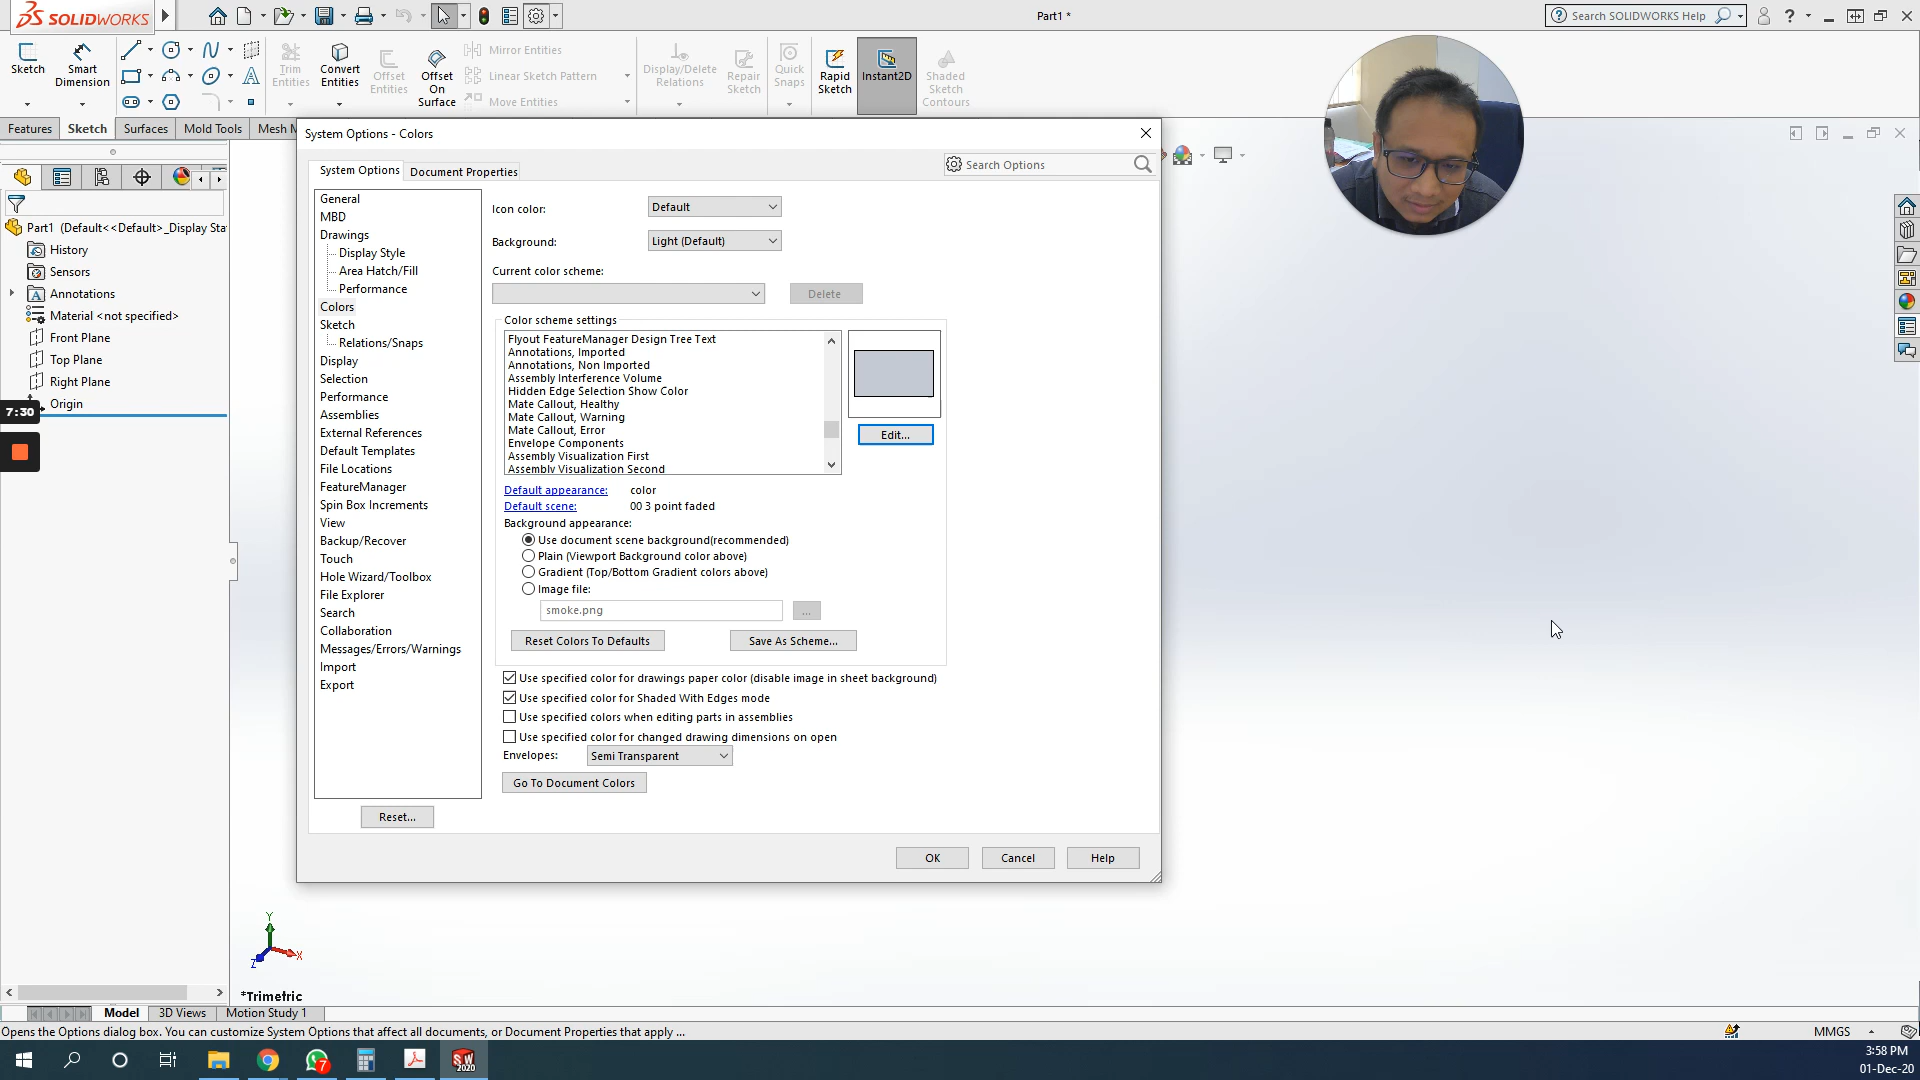 SOLIDWORKS
Part1 *
Search SOLIDWORKS Help
Sketch
Smart Dimension
Trim Entities
Convert Entities
Offset Entities
Offset On Surface
Mirror Entities
Linear Sketch Pattern
Move Entities
Display/Delete Relations
Repair Sketch
Quick Snaps
Rapid Sketch
Instant2D
Shaded Sketch Contours
Features
Sketch
Surfaces
Mold Tools
Mesh M
System Options - Colors
System Options
Document Properties
Search Options
Part1 (Default<<Default>_Display Sta
History
Sensors
Annotations
Material <not specified>
Front Plane
Top Plane
Right Plane
Origin
7:30
General
MBD
Drawings
Display Style
Area Hatch/Fill
Performance
Colors
Sketch
Relations/Snaps
Display
Selection
Performance
Assemblies
External References
Default Templates
File Locations
FeatureManager
Spin Box Increments
View
Backup/Recover
Touch
Hole Wizard/Toolbox
File Explorer
Search
Collaboration
Messages/Errors/Warnings
Import
Export
Reset...
Icon color: Default
Background: Light (Default)
Current color scheme:
Delete
Color scheme settings
Flyout FeatureManager Design Tree Text
Annotations, Imported
Annotations, Non Imported
Assembly Interference Volume
Hidden Edge Selection Show Color
Mate Callout, Healthy
Mate Callout, Warning
Mate Callout, Error
Envelope Components
Assembly Visualization First
Assembly Visualization Second
Edit...
Default appearance: color
Default scene: 00 3 point faded
Background appearance:
Use document scene background(recommended)
Plain (Viewport Background color above)
Gradient (Top/Bottom Gradient colors above)
Image file:
smoke.png
...
Reset Colors To Defaults
Save As Scheme...
Use specified color for drawings paper color (disable image in sheet background)
Use specified color for Shaded With Edges mode
Use specified colors when editing parts in assemblies
Use specified color for changed drawing dimensions on open
Envelopes: Semi Transparent
Go To Document Colors
OK
Cancel
Help
Y
X
Z
*Trimetric
Model
3D Views
Motion Study 1
Opens the Options dialog box. You can customize System Options that affect all documents, or Document Properties that apply ...
MMGS
7
SW
2020
3:58 PM
01-Dec-20